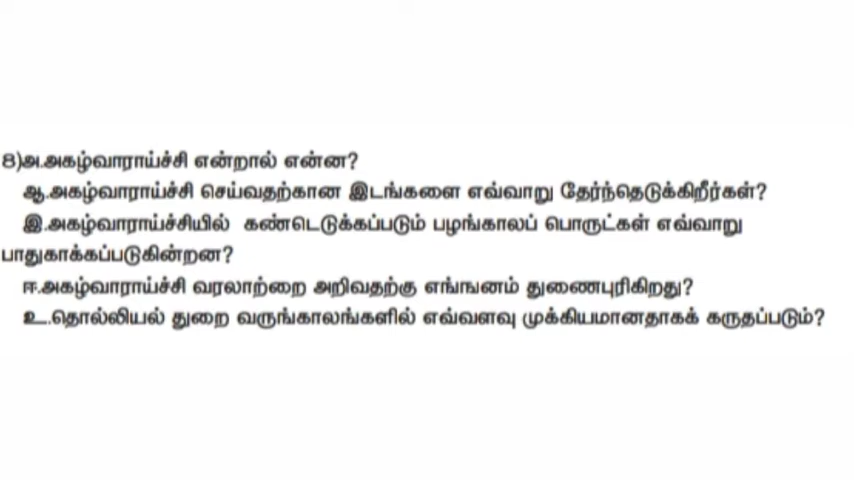 8)அ.அகழ்வாராய்ச்சி என்றால் என்ன?
ஆ.அகழ்வாராய்ச்சி செய்வதற்கான இடங்களை எவ்வாறு தேர்ந்தெடுக்கிறீர்கள்?
இ.அகழ்வாராய்ச்சியில் கண்டெடுக்கப்படும் பழங்காலப் பொருட்கள் எவ்வாறு
பாதுகாக்கப்படுகின்றன?
ஈ.அகழ்வாராய்ச்சி வரலாற்றை அறிவதற்கு எங்ஙனம் துணைபுரிகிறது?
உ.தொல்லியல் துறை வருங்காலங்களில் எவ்வளவு முக்கியமானதாகக் கருதப்படும்?